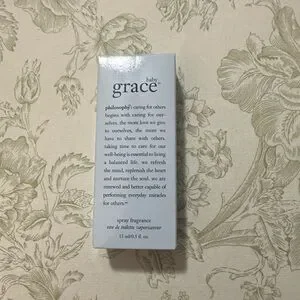 baby
grace™
philosophy: caring for others
begins with caring for our-
selves. the more love we give
to ourselves, the more we
have to share with others.
taking time to care for our
well-being is essential to living
a balanced life. we refresh
the mind, replenish the heart
and nurture the soul. we are
renewed and better capable of
performing everyday miracles
for others.™
spray fragrance
eau de toilette vaporisateur
15 ml/0.5 fl. oz.